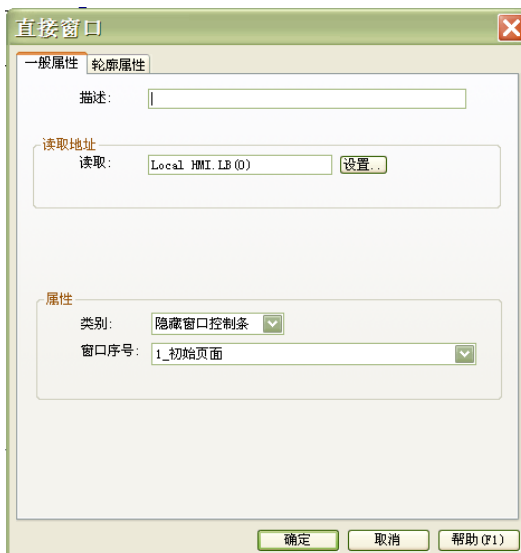 直接窗口
一般属性 轮廓属性
描述:
读取地址
读取: Local HMI.LB(0) 设置..
属性
类别: 隐藏窗口控制条
窗口序号: 1_初始页面
确定 取消 帮助(F1)